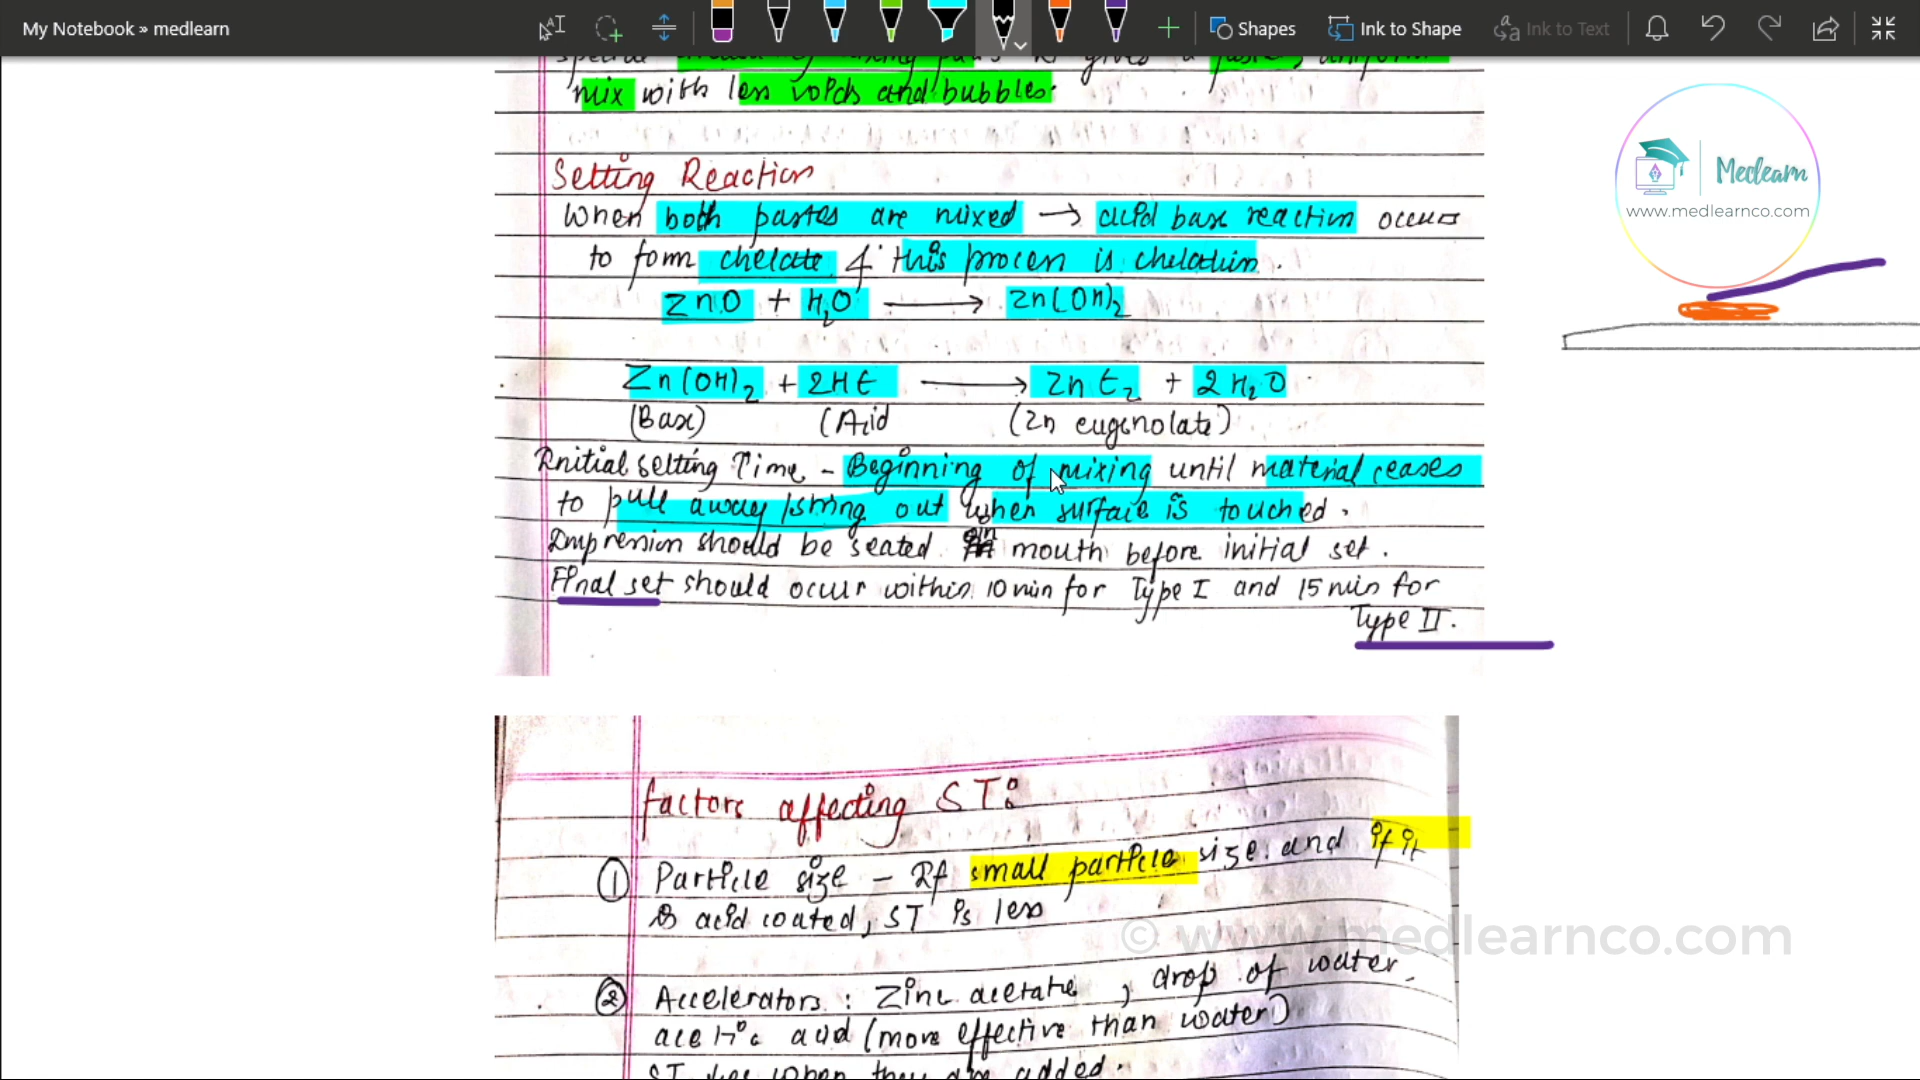 My Notebook » medlearn
Shapes
Ink to Shape
Ink to Text
mix with less voids and bubbles.
Setting Reaction
When both pastes are mixed → acid base reaction occurs
to form chelate & this process is chelation.
ZnO + H₂O → Zn(OH)₂
Zn(OH)₂ + 2HE → ZnE₂ + 2H₂O
(Base) (Acid (Zn eugenolate)
Initial setting Time - Beginning of mixing until material ceases
to pull away/string out when surface is touched.
Impression should be seated in mouth before initial set.
Final set should occur within 10 min for Type I and 15 min for
Type II.
Medlearn
www.medlearnco.com
factors affecting ST:
① Particle size - If small particle size and if it
is acid coated, ST is less
© www.medlearnco.com
② Accelerators: Zinc acetate, drop of water
acetic acid (more effective than water)
ST when they are added.